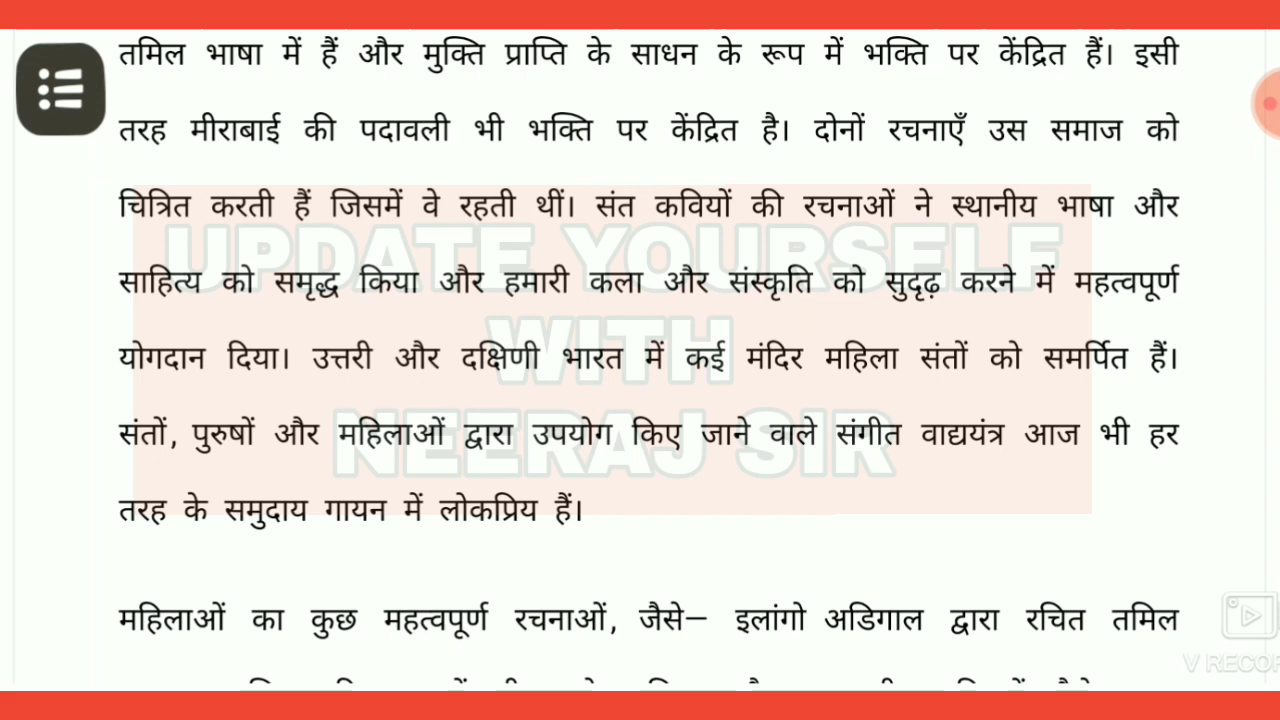 तमिल भाषा में हैं और मुक्ति प्राप्ति के साधन के रूप में भक्ति पर केंद्रित हैं। इसी
तरह मीराबाई की पदावली भी भक्ति पर केंद्रित है। दोनों रचनाएँ उस समाज को
चित्रित करती हैं जिसमें वे रहती थीं। संत कवियों की रचनाओं ने स्थानीय भाषा और
UPDATE YOURSELF
साहित्य को समृद्ध किया और हमारी कला और संस्कृति को सुदृढ़ करने में महत्वपूर्ण
WITH
योगदान दिया। उत्तरी और दक्षिणी भारत में कई मंदिर महिला संतों को समर्पित हैं।
संतों, पुरुषों और महिलाओं द्वारा उपयोग किए जाने वाले संगीत वाद्ययंत्र आज भी हर
NEERAJ SIR
तरह के समुदाय गायन में लोकप्रिय हैं।
महिलाओं का कुछ महत्वपूर्ण रचनाओं, जैसे— इलांगो अडिगाल द्वारा रचित तमिल